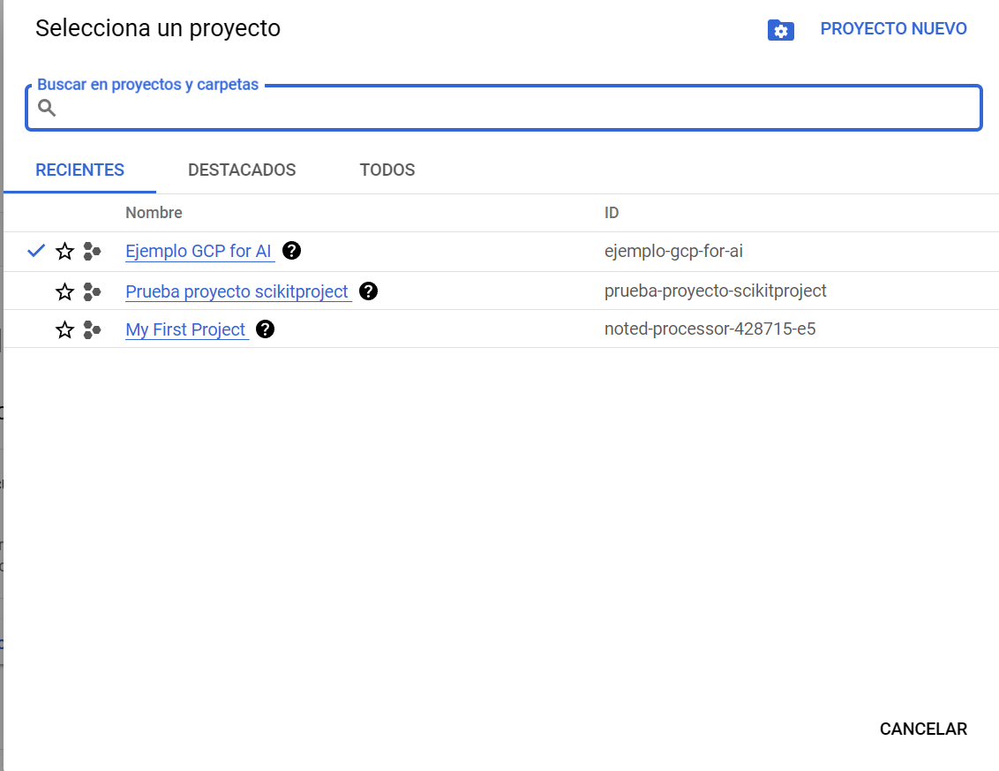 Selecciona un proyecto
PROYECTO NUEVO
Buscar en proyectos y carpetas
RECIENTES DESTACADOS TODOS
Nombre ID
Ejemplo GCP for AI ejemplo-gcp-for-ai
Prueba proyecto scikitproject prueba-proyecto-scikitproject
My First Project noted-processor-428715-e5
CANCELAR